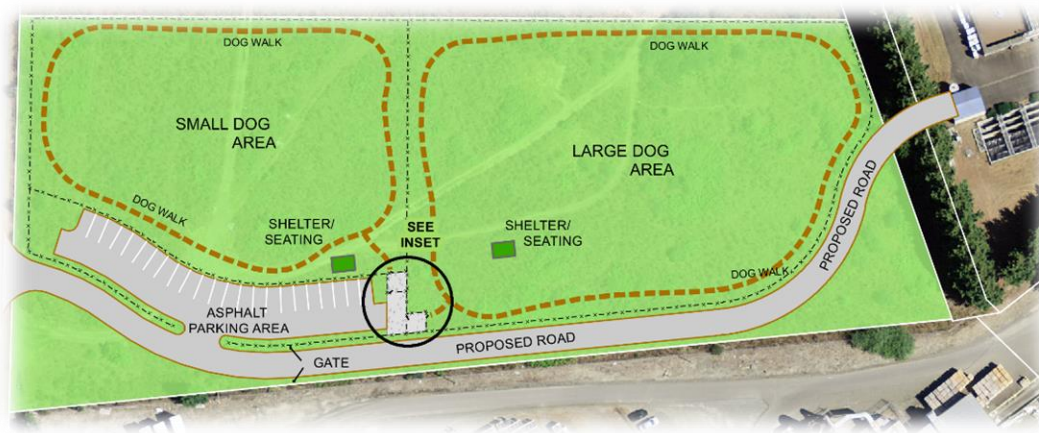 DOG WALK
DOG WALK
SMALL DOG
AREA
LARGE DOG
AREA
DOG WALK
SHELTER/
SEATING
SEE
INSET
SHELTER/
SEATING
PROPOSED ROAD
DOG WALK
ASPHALT
PARKING AREA
PROPOSED ROAD
GATE